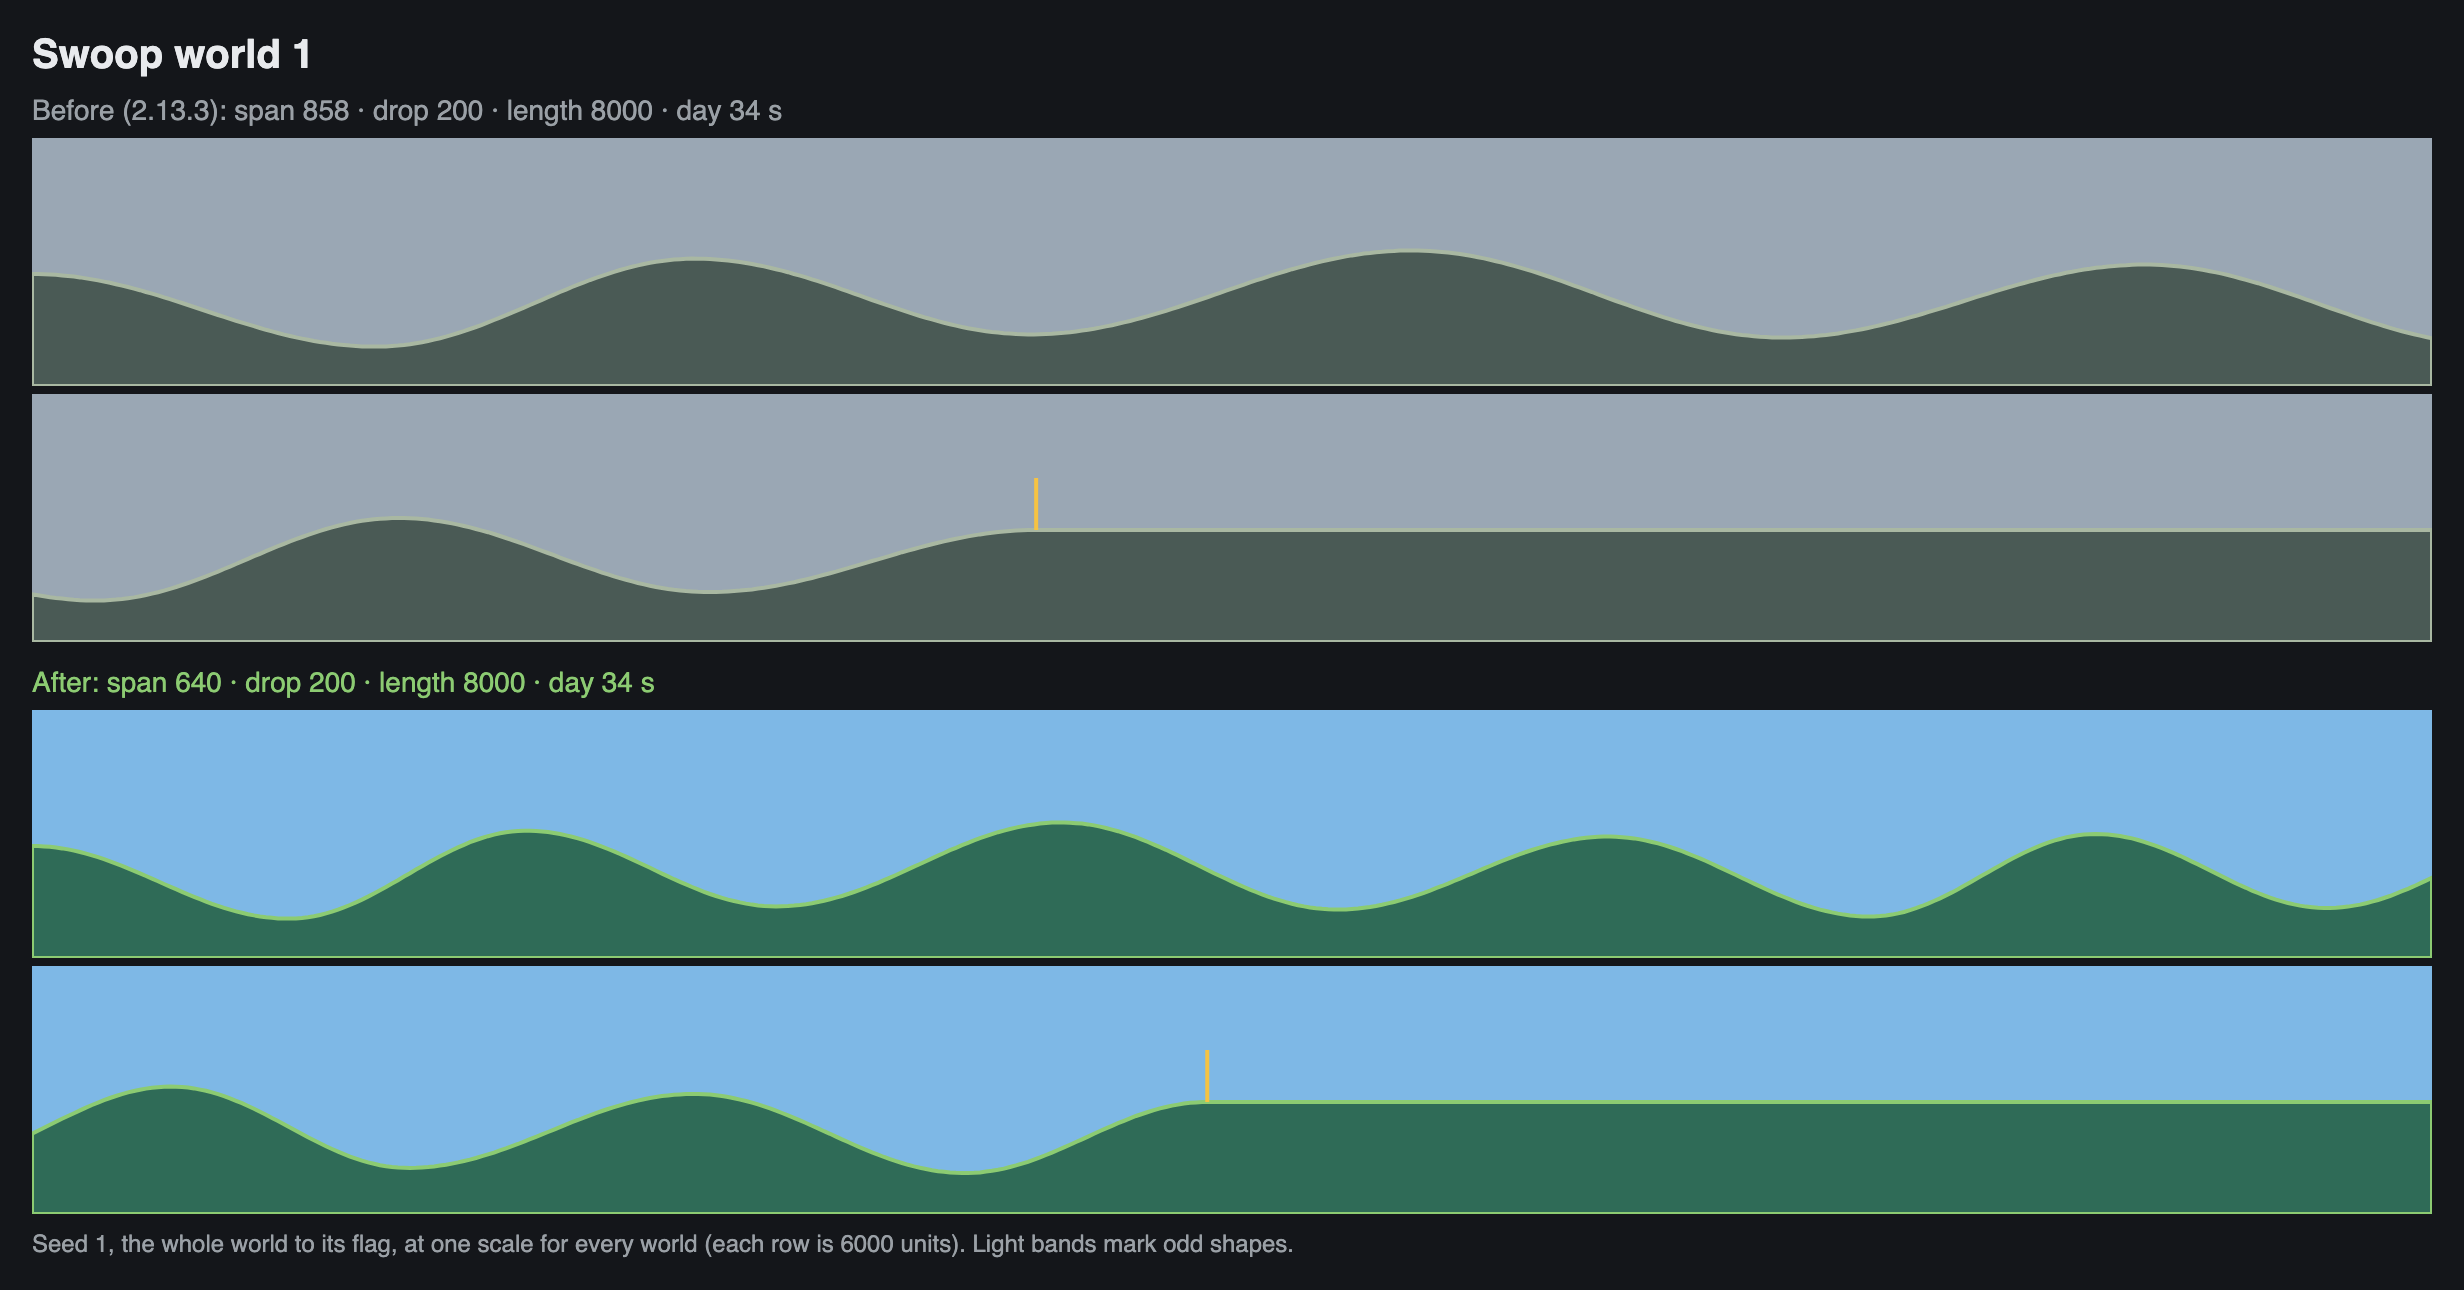 Swoop world 1
Before (2.13.3): span 858 · drop 200 · length 8000 · day 34 s
After: span 640 · drop 200 · length 8000 · day 34 s
Seed 1, the whole world to its flag, at one scale for every world (each row is 6000 units). Light bands mark odd shapes.